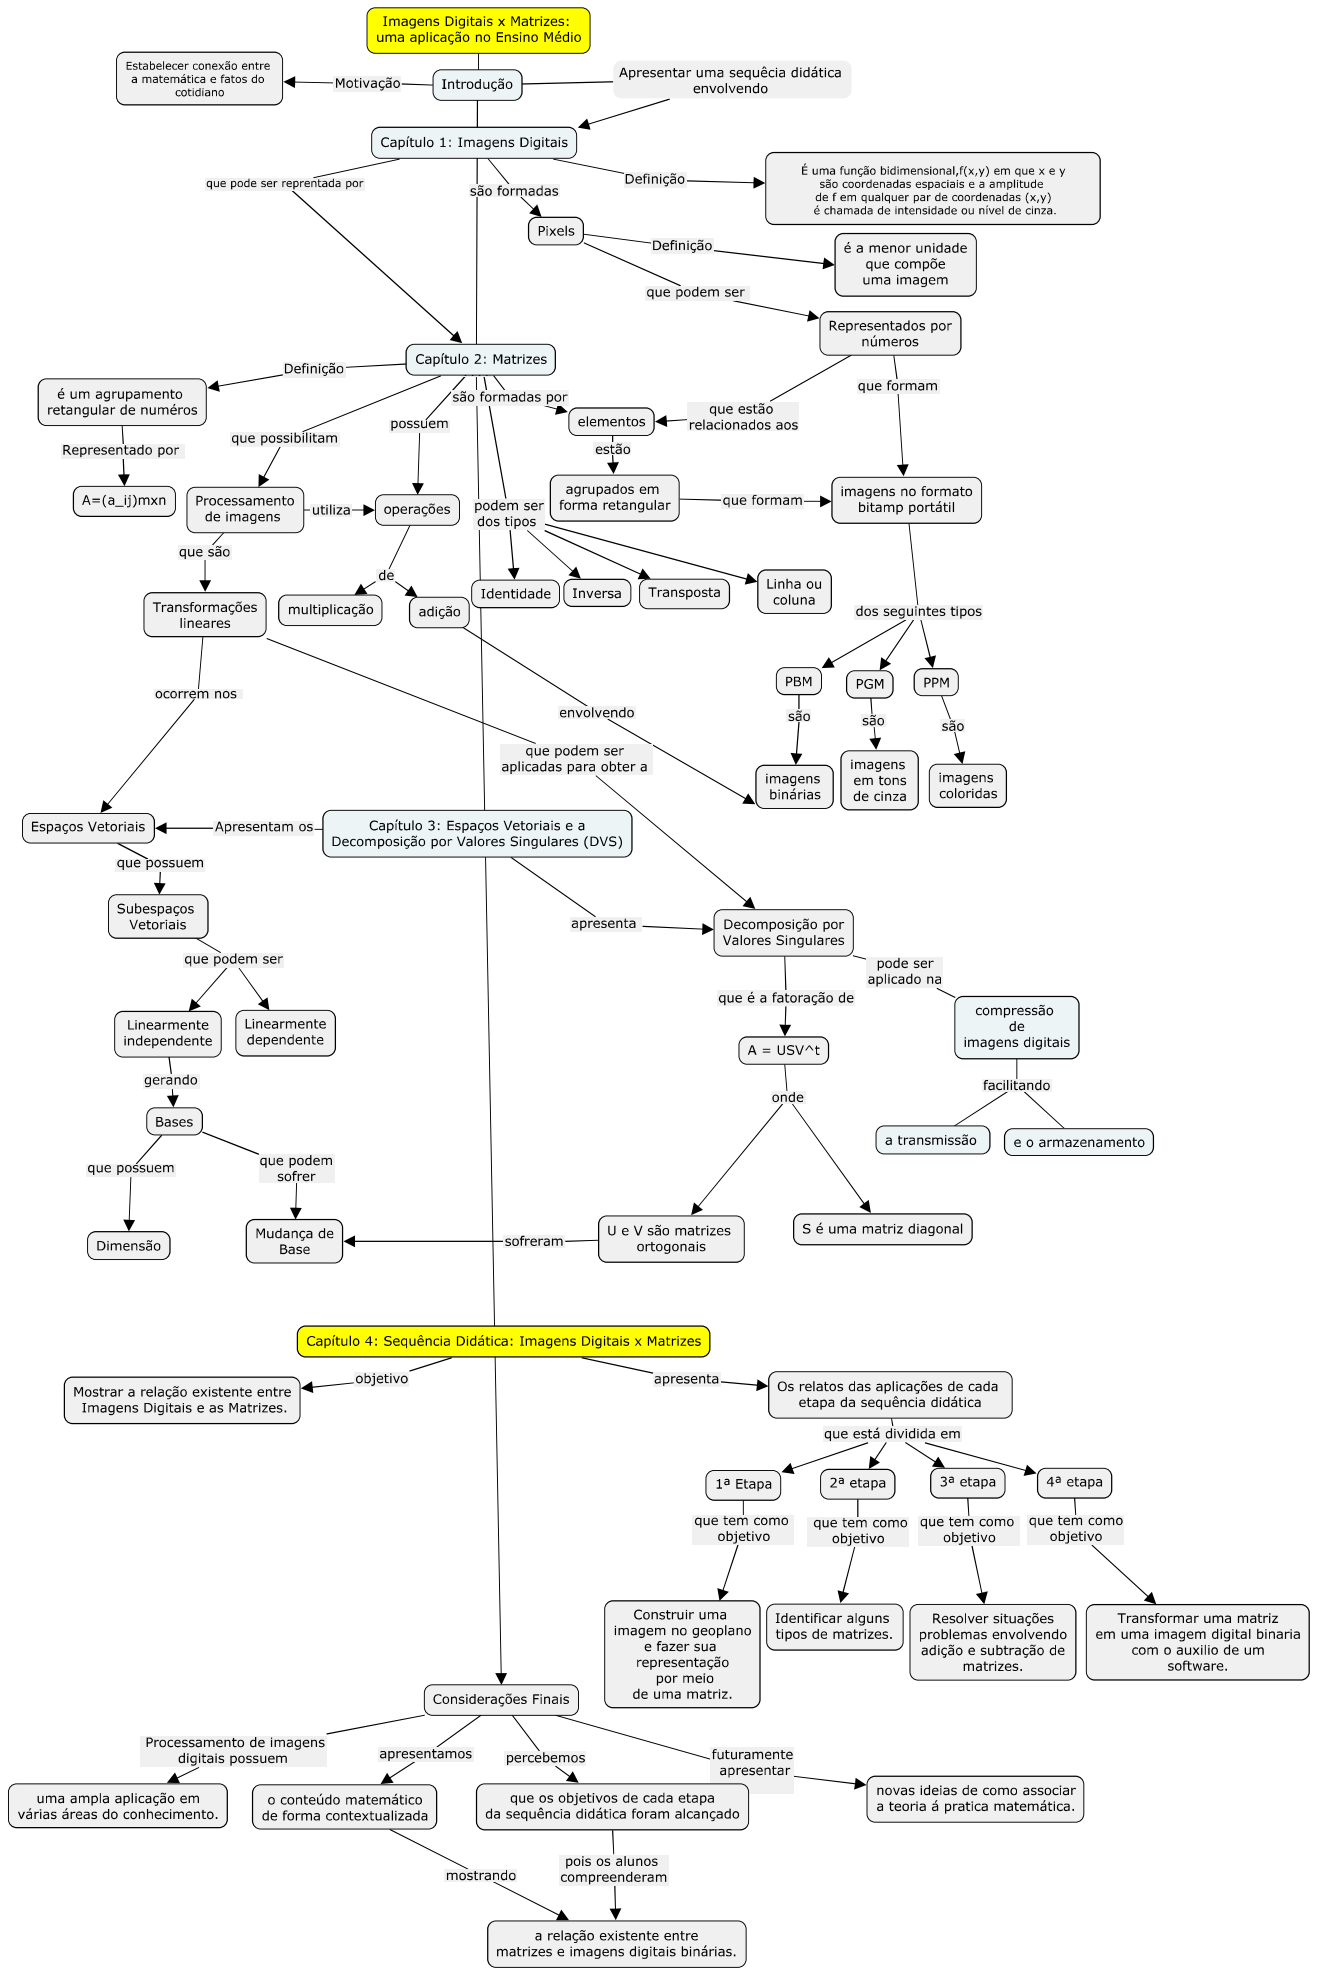 Imagens Digitais x Matrizes:
uma aplicação no Ensino Médio
Estabelecer conexão entre
a matemática e fatos do
cotidiano
Motivação
Introdução
Apresentar uma sequêcia didática
envolvendo
Capítulo 1: Imagens Digitais
que pode ser reprentada por
são formadas
Definição
É uma função bidimensional,f(x,y) em que x e y
são coordenadas espaciais e a amplitude
de f em qualquer par de coordenadas (x,y)
é chamada de intensidade ou nível de cinza.
Pixels
Definição
é a menor unidade
que compõe
uma imagem
que podem ser
Representados por
números
Capítulo 2: Matrizes
Definição
é um agrupamento
retangular de numéros
Representado por
A=(a_ij)mxn
que possibilitam
possuem
são formadas por
elementos
que estão
relacionados aos
que formam
estão
agrupados em
forma retangular
que formam
imagens no formato
bitamp portátil
Processamento
de imagens
utiliza
operações
podem ser
dos tipos
que são
de
Transformações
lineares
multiplicação
adição
Identidade
Inversa
Transposta
Linha ou
coluna
dos seguintes tipos
PBM
PGM
PPM
são
são
são
imagens
binárias
imagens
em tons
de cinza
imagens
coloridas
ocorrem nos
envolvendo
que podem ser
aplicadas para obter a
Espaços Vetoriais
Apresentam os
Capítulo 3: Espaços Vetoriais e a
Decomposição por Valores Singulares (DVS)
que possuem
Subespaços
Vetoriais
apresenta
Decomposição por
Valores Singulares
que podem ser
pode ser
aplicado na
Linearmente
independente
Linearmente
dependente
que é a fatoração de
compressão
de
imagens digitais
A = USV^t
gerando
facilitando
Bases
onde
a transmissão
e o armazenamento
que possuem
que podem
sofrer
Dimensão
Mudança de
Base
sofreram
U e V são matrizes
ortogonais
S é uma matriz diagonal
Capítulo 4: Sequência Didática: Imagens Digitais x Matrizes
objetivo
apresenta
Mostrar a relação existente entre
Imagens Digitais e as Matrizes.
Os relatos das aplicações de cada
etapa da sequência didática
que está dividida em
1ª Etapa
2ª etapa
3ª etapa
4ª etapa
que tem como
objetivo
que tem como
objetivo
que tem como
objetivo
que tem como
objetivo
Construir uma
imagem no geoplano
e fazer sua
representação
por meio
de uma matriz.
Identificar alguns
tipos de matrizes.
Resolver situações
problemas envolvendo
adição e subtração de
matrizes.
Transformar uma matriz
em uma imagem digital binaria
com o auxilio de um
software.
Considerações Finais
Processamento de imagens
digitais possuem
apresentamos
percebemos
futuramente
apresentar
uma ampla aplicação em
várias áreas do conhecimento.
o conteúdo matemático
de forma contextualizada
que os objetivos de cada etapa
da sequência didática foram alcançado
novas ideias de como associar
a teoria á pratica matemática.
mostrando
pois os alunos
compreenderam
a relação existente entre
matrizes e imagens digitais binárias.